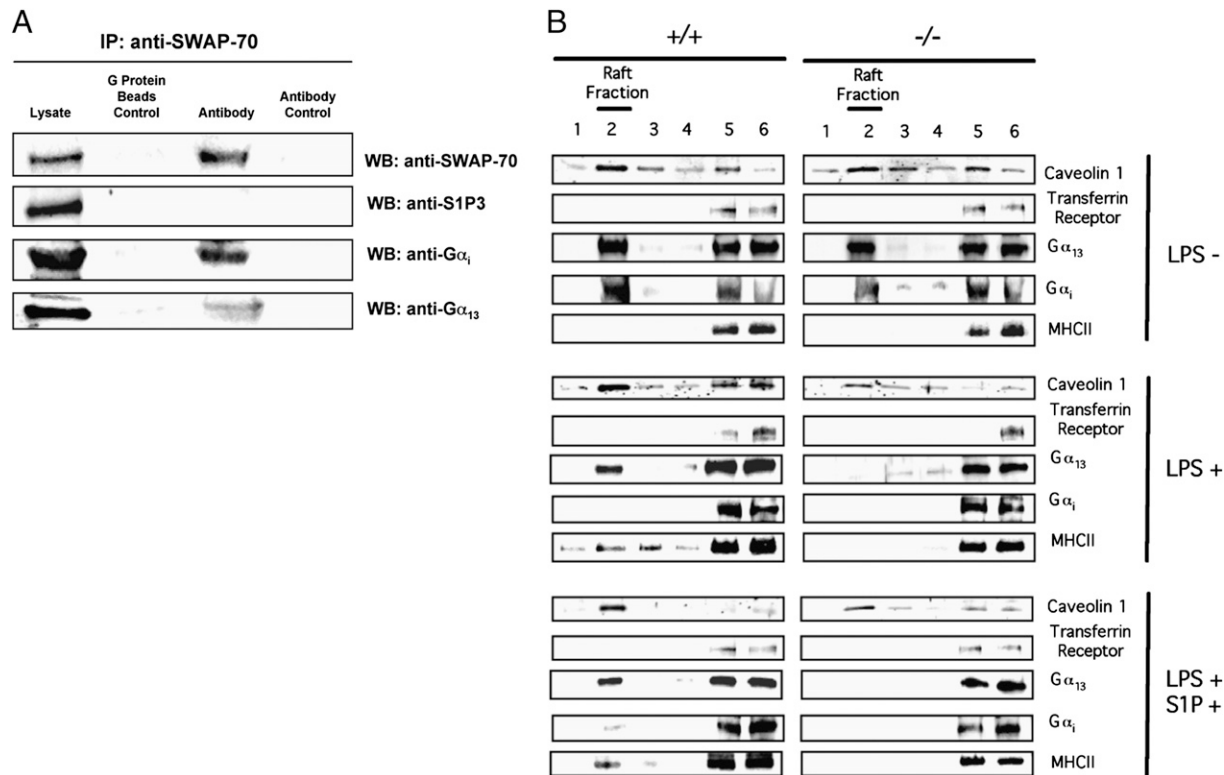 A
IP: anti-SWAP-70
Lysate
G Protein
Beads
Control
Antibody
Antibody
Control
WB: anti-SWAP-70
WB: anti-S1P3
WB: anti-Gαi
WB: anti-Gα13
B
+/+
-/-
Raft
Fraction
Raft
Fraction
1 2 3 4 5 6
1 2 3 4 5 6
Caveolin 1
Transferrin
Receptor
Gα13
Gαi
MHCII
LPS -
Caveolin 1
Transferrin
Receptor
Gα13
Gαi
MHCII
LPS +
Caveolin 1
Transferrin
Receptor
Gα13
Gαi
MHCII
LPS +
S1P +